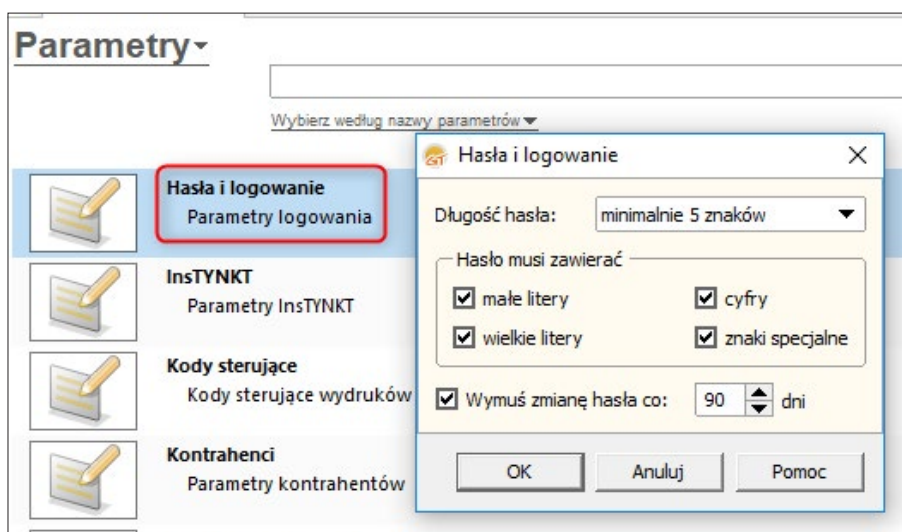 Parametry
Wybierz według nazwy parametrów
Hasła i logowanie
Parametry logowania
InsTYNKT
Parametry InsTYNKT
Kody sterujące
Kody sterujące wydruków
Kontrahenci
Parametry kontrahentów
GT Hasła i logowanie
Długość hasła: minimalnie 5 znaków
Hasło musi zawierać
małe litery cyfry
wielkie litery znaki specjalne
Wymuś zmianę hasła co: 90 dni
OK Anuluj Pomoc